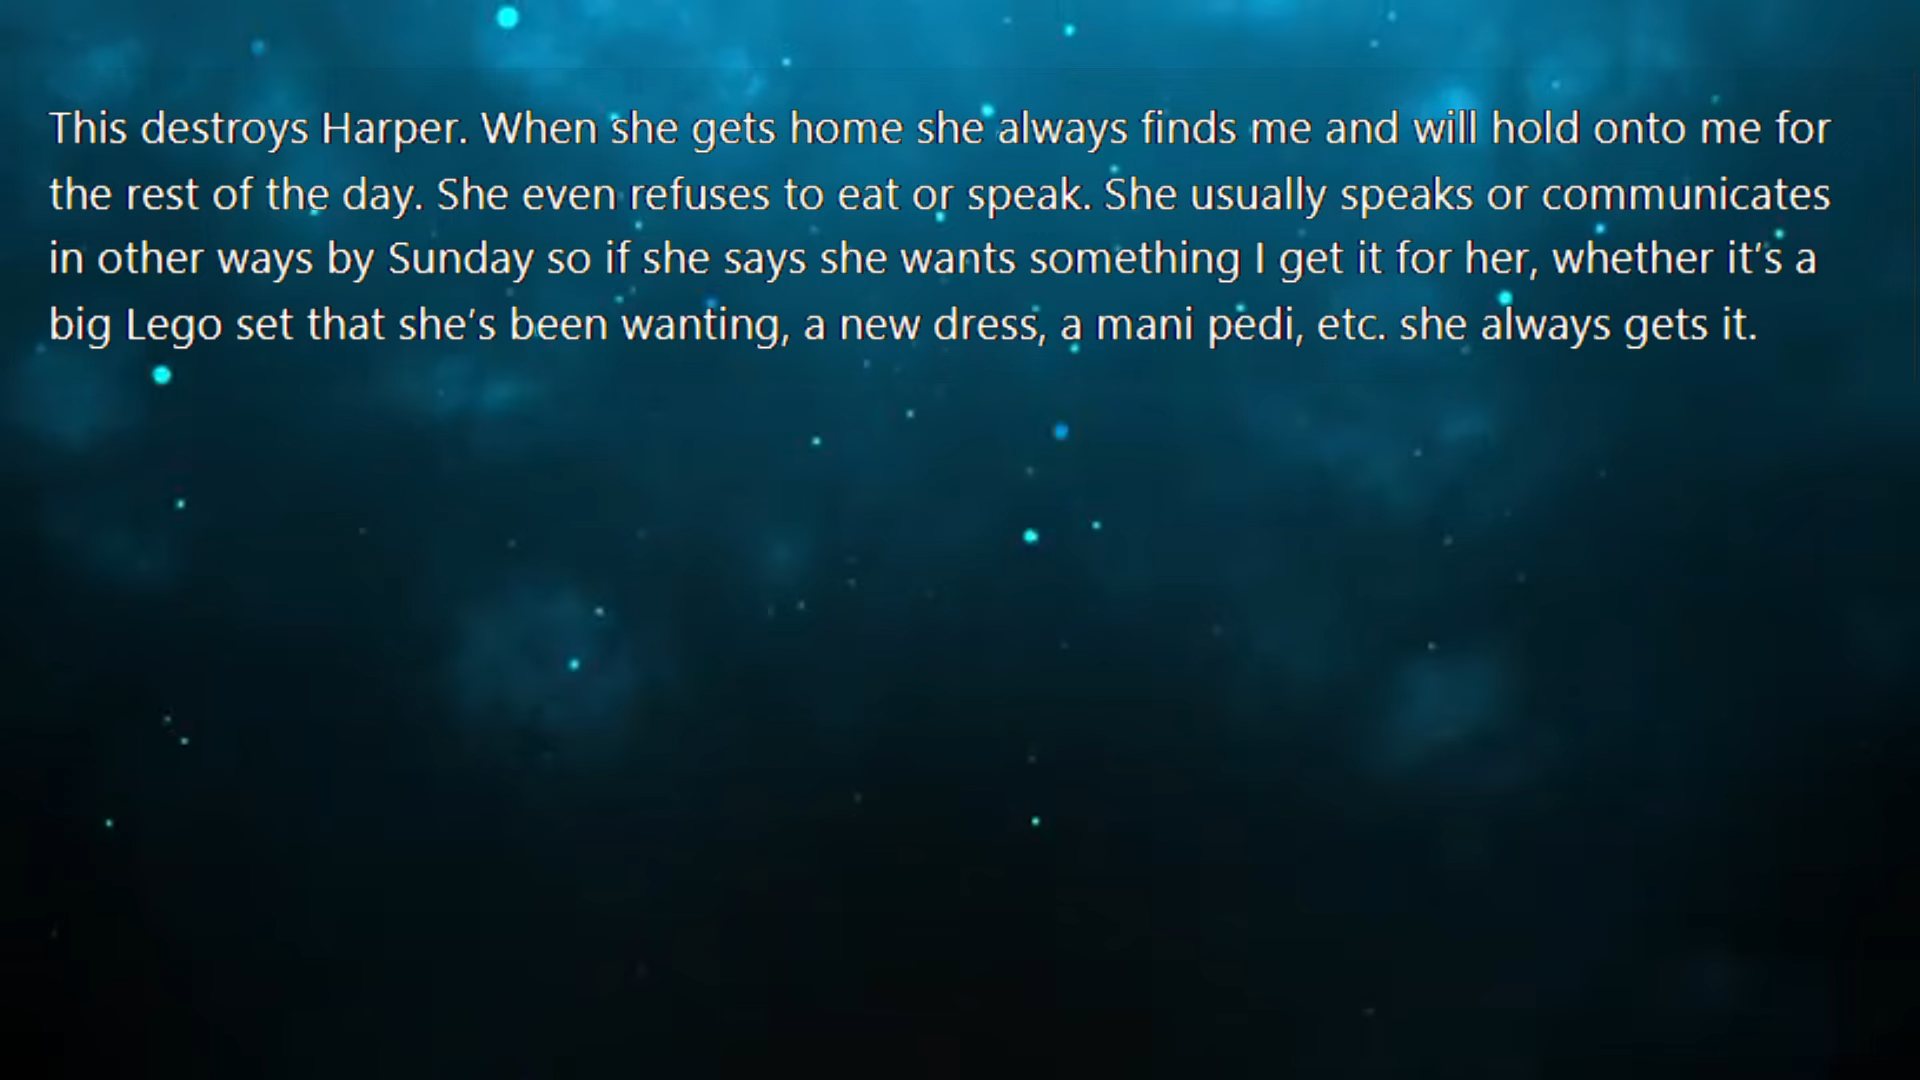 This destroys Harper. When she gets home she always finds me and will hold onto me for
the rest of the day. She even refuses to eat or speak. She usually speaks or communicates
in other ways by Sunday so if she says she wants something I get it for her, whether it’s a
big Lego set that she’s been wanting, a new dress, a mani pedi, etc. she always gets it.